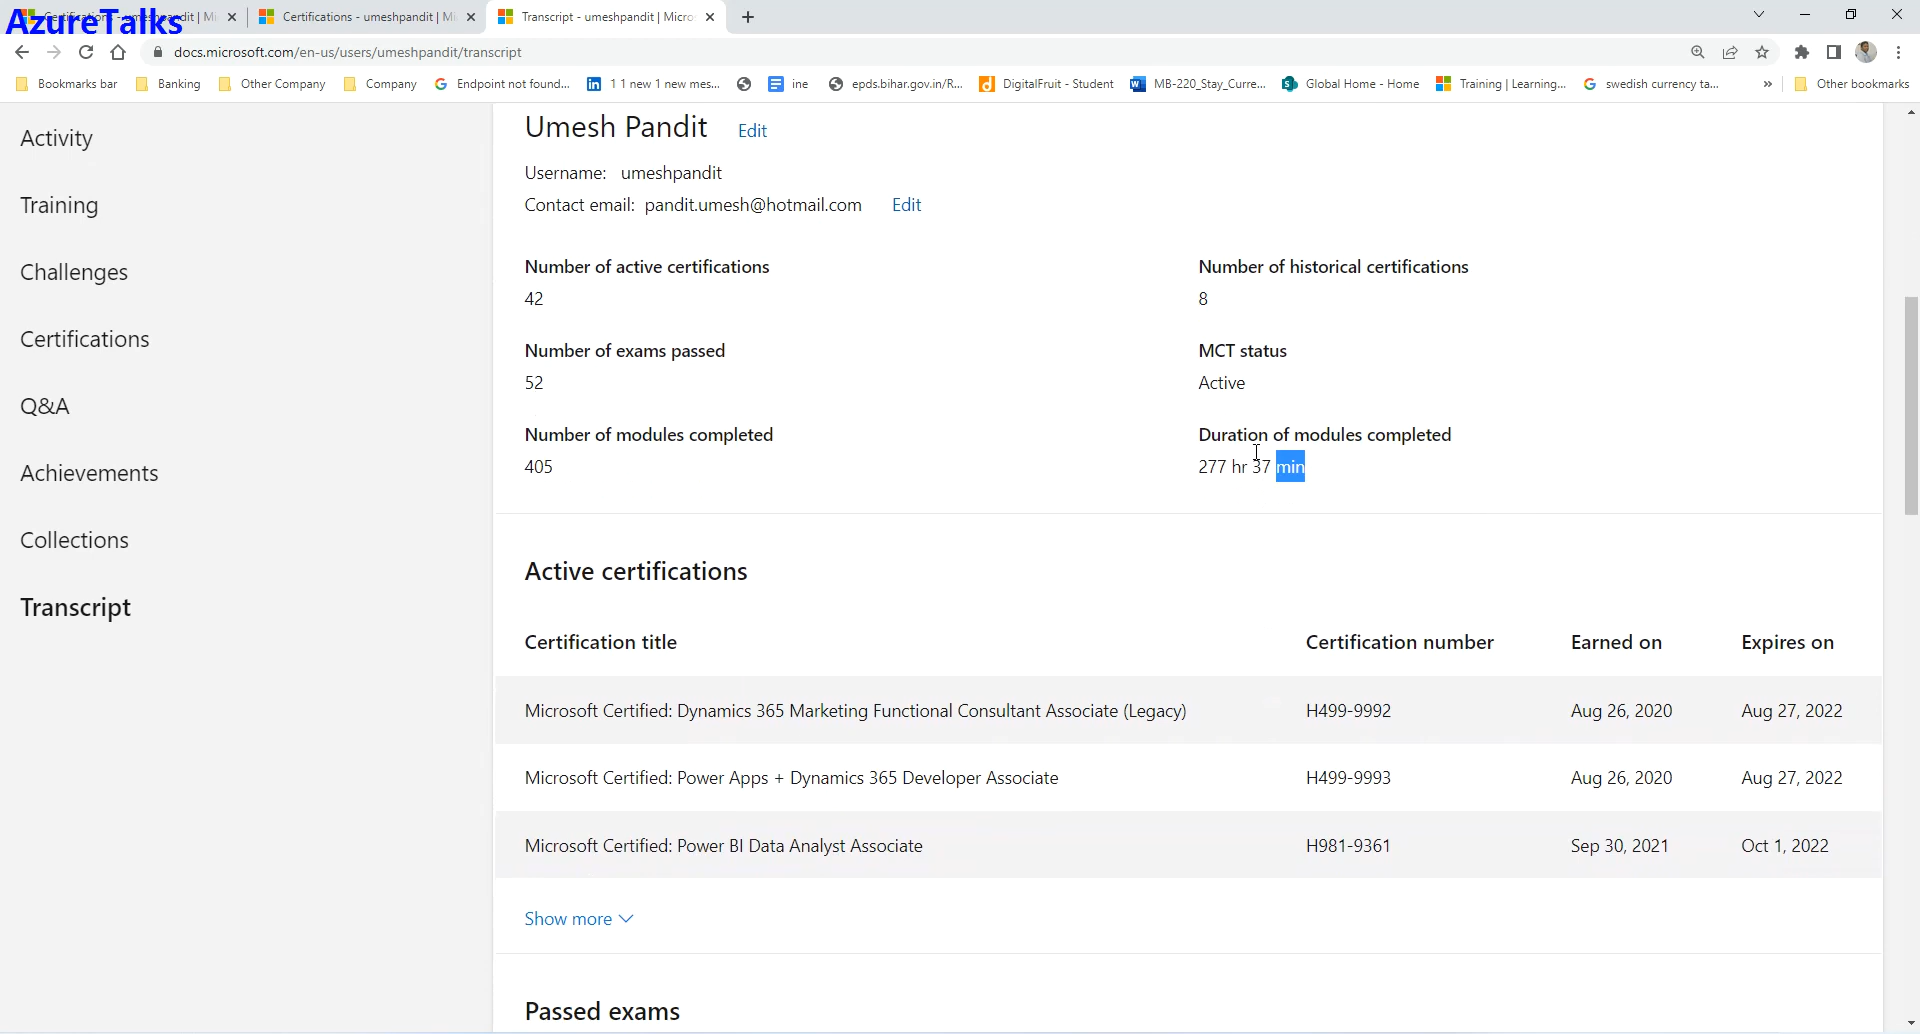 AzureTalks
Certifications - umeshpandit | Mi
Certifications - umeshpandit | Mi
Transcript - umeshpandit | Micro
docs.microsoft.com/en-us/users/umeshpandit/transcript
Bookmarks bar
Banking
Other Company
Company
Endpoint not found...
1 1 new 1 new mes...
ine
epds.bihar.gov.in/R...
DigitalFruit - Student
MB-220_Stay_Curre...
Global Home - Home
Training | Learning...
swedish currency ta...
»
Other bookmarks
Activity
Training
Challenges
Certifications
Q&A
Achievements
Collections
Transcript
Umesh Pandit Edit
Username: umeshpandit
Contact email: pandit.umesh@hotmail.com Edit
Number of active certifications
42
Number of historical certifications
8
Number of exams passed
52
MCT status
Active
Number of modules completed
405
Duration of modules completed
277 hr 37 min
Active certifications
Certification title Certification number Earned on Expires on
Microsoft Certified: Dynamics 365 Marketing Functional Consultant Associate (Legacy) H499-9992 Aug 26, 2020 Aug 27, 2022
Microsoft Certified: Power Apps + Dynamics 365 Developer Associate H499-9993 Aug 26, 2020 Aug 27, 2022
Microsoft Certified: Power BI Data Analyst Associate H981-9361 Sep 30, 2021 Oct 1, 2022
Show more
Passed exams